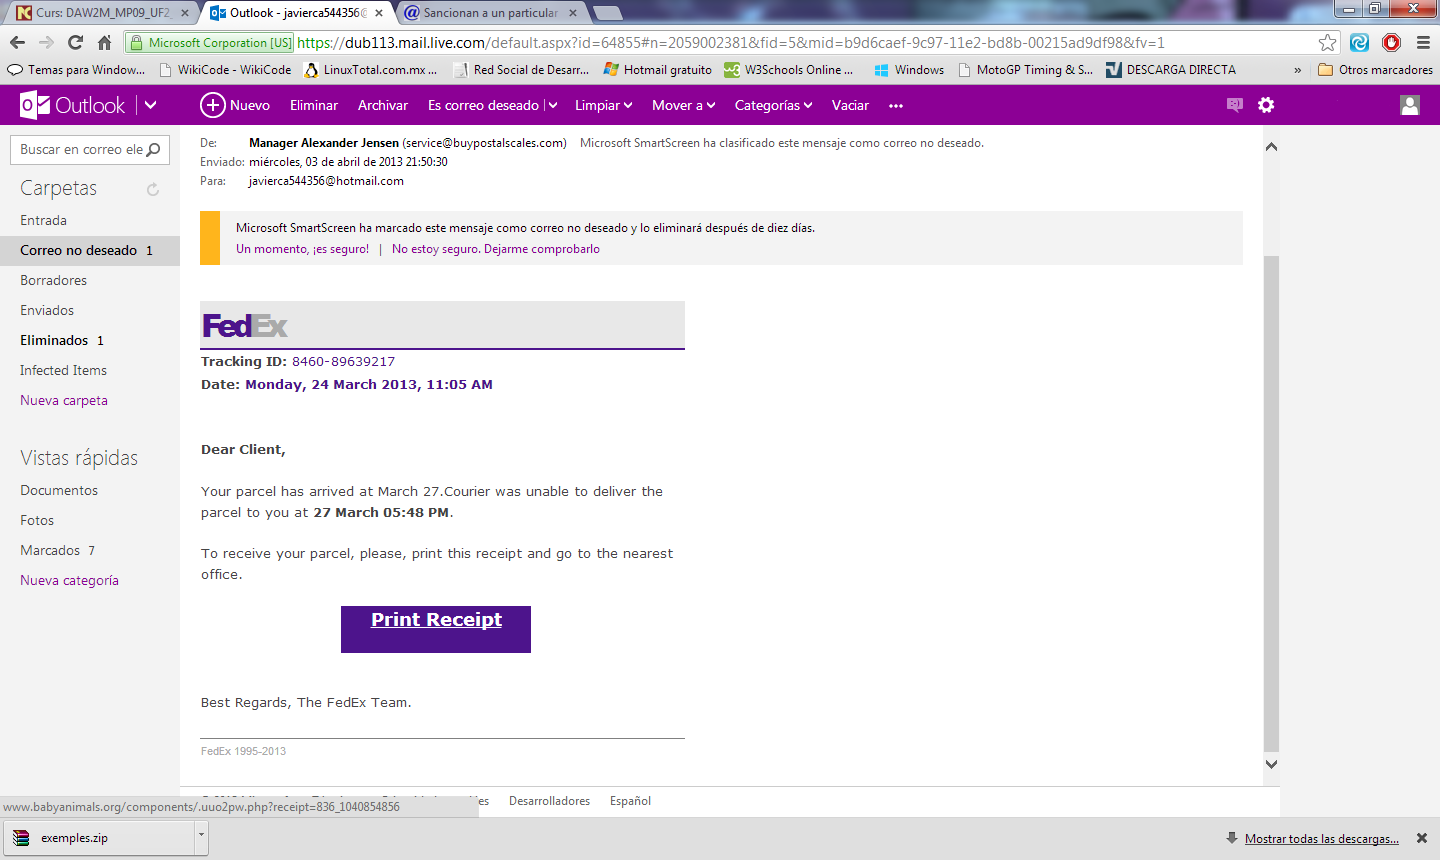 Curs: DAW2M_MP09_UF2_
Outlook - javierca544356@
Sancionan a un particular
Microsoft Corporation [US]
https://dub113.mail.live.com/default.aspx?id=64855#n=2059002381&fid=5&mid=b9d6caef-9c97-11e2-bd8b-00215ad9df98&fv=1
Temas para Window...
WikiCode - WikiCode
LinuxTotal.com.mx ...
Red Social de Desarr...
Hotmail gratuito
W3Schools Online ...
Windows
MotoGP Timing & S...
DESCARGA DIRECTA
»
Otros marcadores
Outlook
Nuevo
Eliminar
Archivar
Es correo deseado
Limpiar
Mover a
Categorías
Vaciar
Buscar en correo ele
Carpetas
Entrada
Correo no deseado 1
Borradores
Enviados
Eliminados 1
Infected Items
Nueva carpeta
Vistas rápidas
Documentos
Fotos
Marcados 7
Nueva categoría
De: Manager Alexander Jensen (service@buypostalscales.com) Microsoft SmartScreen ha clasificado este mensaje como correo no deseado.
Enviado: miércoles, 03 de abril de 2013 21:50:30
Para: javierca544356@hotmail.com
Microsoft SmartScreen ha marcado este mensaje como correo no deseado y lo eliminará después de diez días.
Un momento, ¡es seguro! | No estoy seguro. Dejarme comprobarlo
FedEx
Tracking ID: 8460-89639217
Date: Monday, 24 March 2013, 11:05 AM
Dear Client,
Your parcel has arrived at March 27.Courier was unable to deliver the
parcel to you at 27 March 05:48 PM.
To receive your parcel, please, print this receipt and go to the nearest
office.
Print Receipt
Best Regards, The FedEx Team.
FedEx 1995-2013
Desarrolladores
Español
www.babyanimals.org/components/.uuo2pw.php?receipt=836_1040854856
exemples.zip
Mostrar todas las descargas...